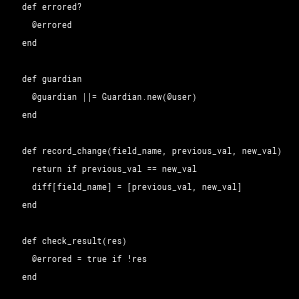 def errored?
@errored
end
def guardian
@guardian ||= Guardian.new(@user)
end
def record_change(field_name, previous_val, new_val)
return if previous_val == new_val
diff[field_name] = [previous_val, new_val]
end
def check_result(res)
@errored = true if !res
end